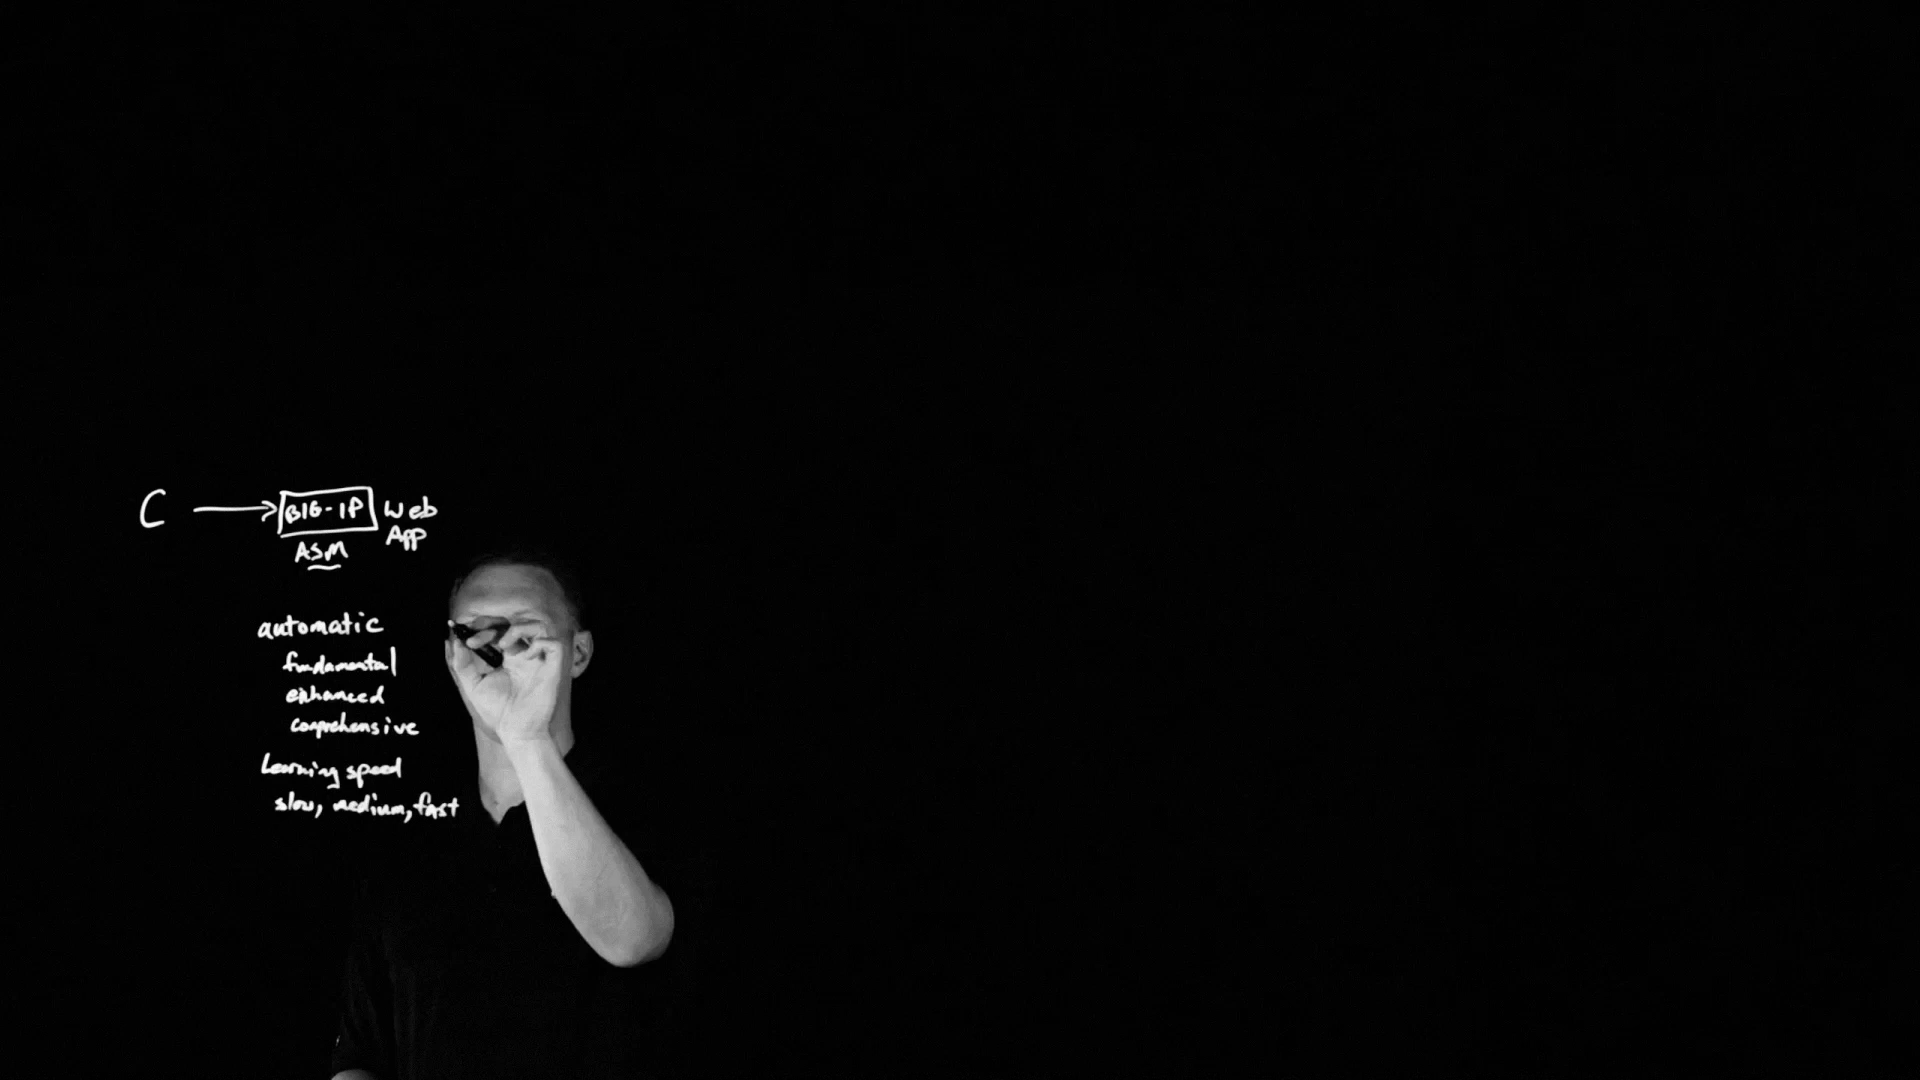 C → BIG-IP Web
ASM App
automatic
fundamental
enhanced
comprehensive
Learning speed
slow, medium, fast